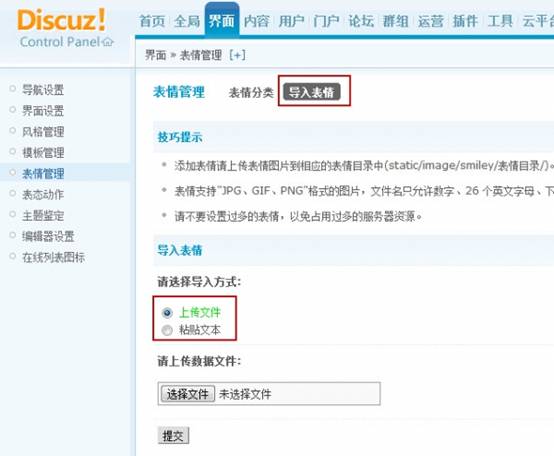 Discuz!
Control Panel
首页 全局 界面 内容 用户 门户 论坛 群组 运营 插件 工具 云平台
界面 » 表情管理 [+]
导航设置
界面设置
风格管理
模板管理
表情管理
表态动作
主题鉴定
编辑器设置
在线列表图标
表情管理 表情分类 导入表情
技巧提示
添加表情请上传表情图片到相应的表情目录中(static/image/smiley/表情目录/)。
表情支持"JPG、GIF、PNG"格式的图片，文件名只允许数字、26 个英文字母、下
请不要设置过多的表情，以免占用过多的服务器资源。
导入表情
请选择导入方式:
上传文件
粘贴文本
请上传数据文件:
选择文件 未选择文件
提交